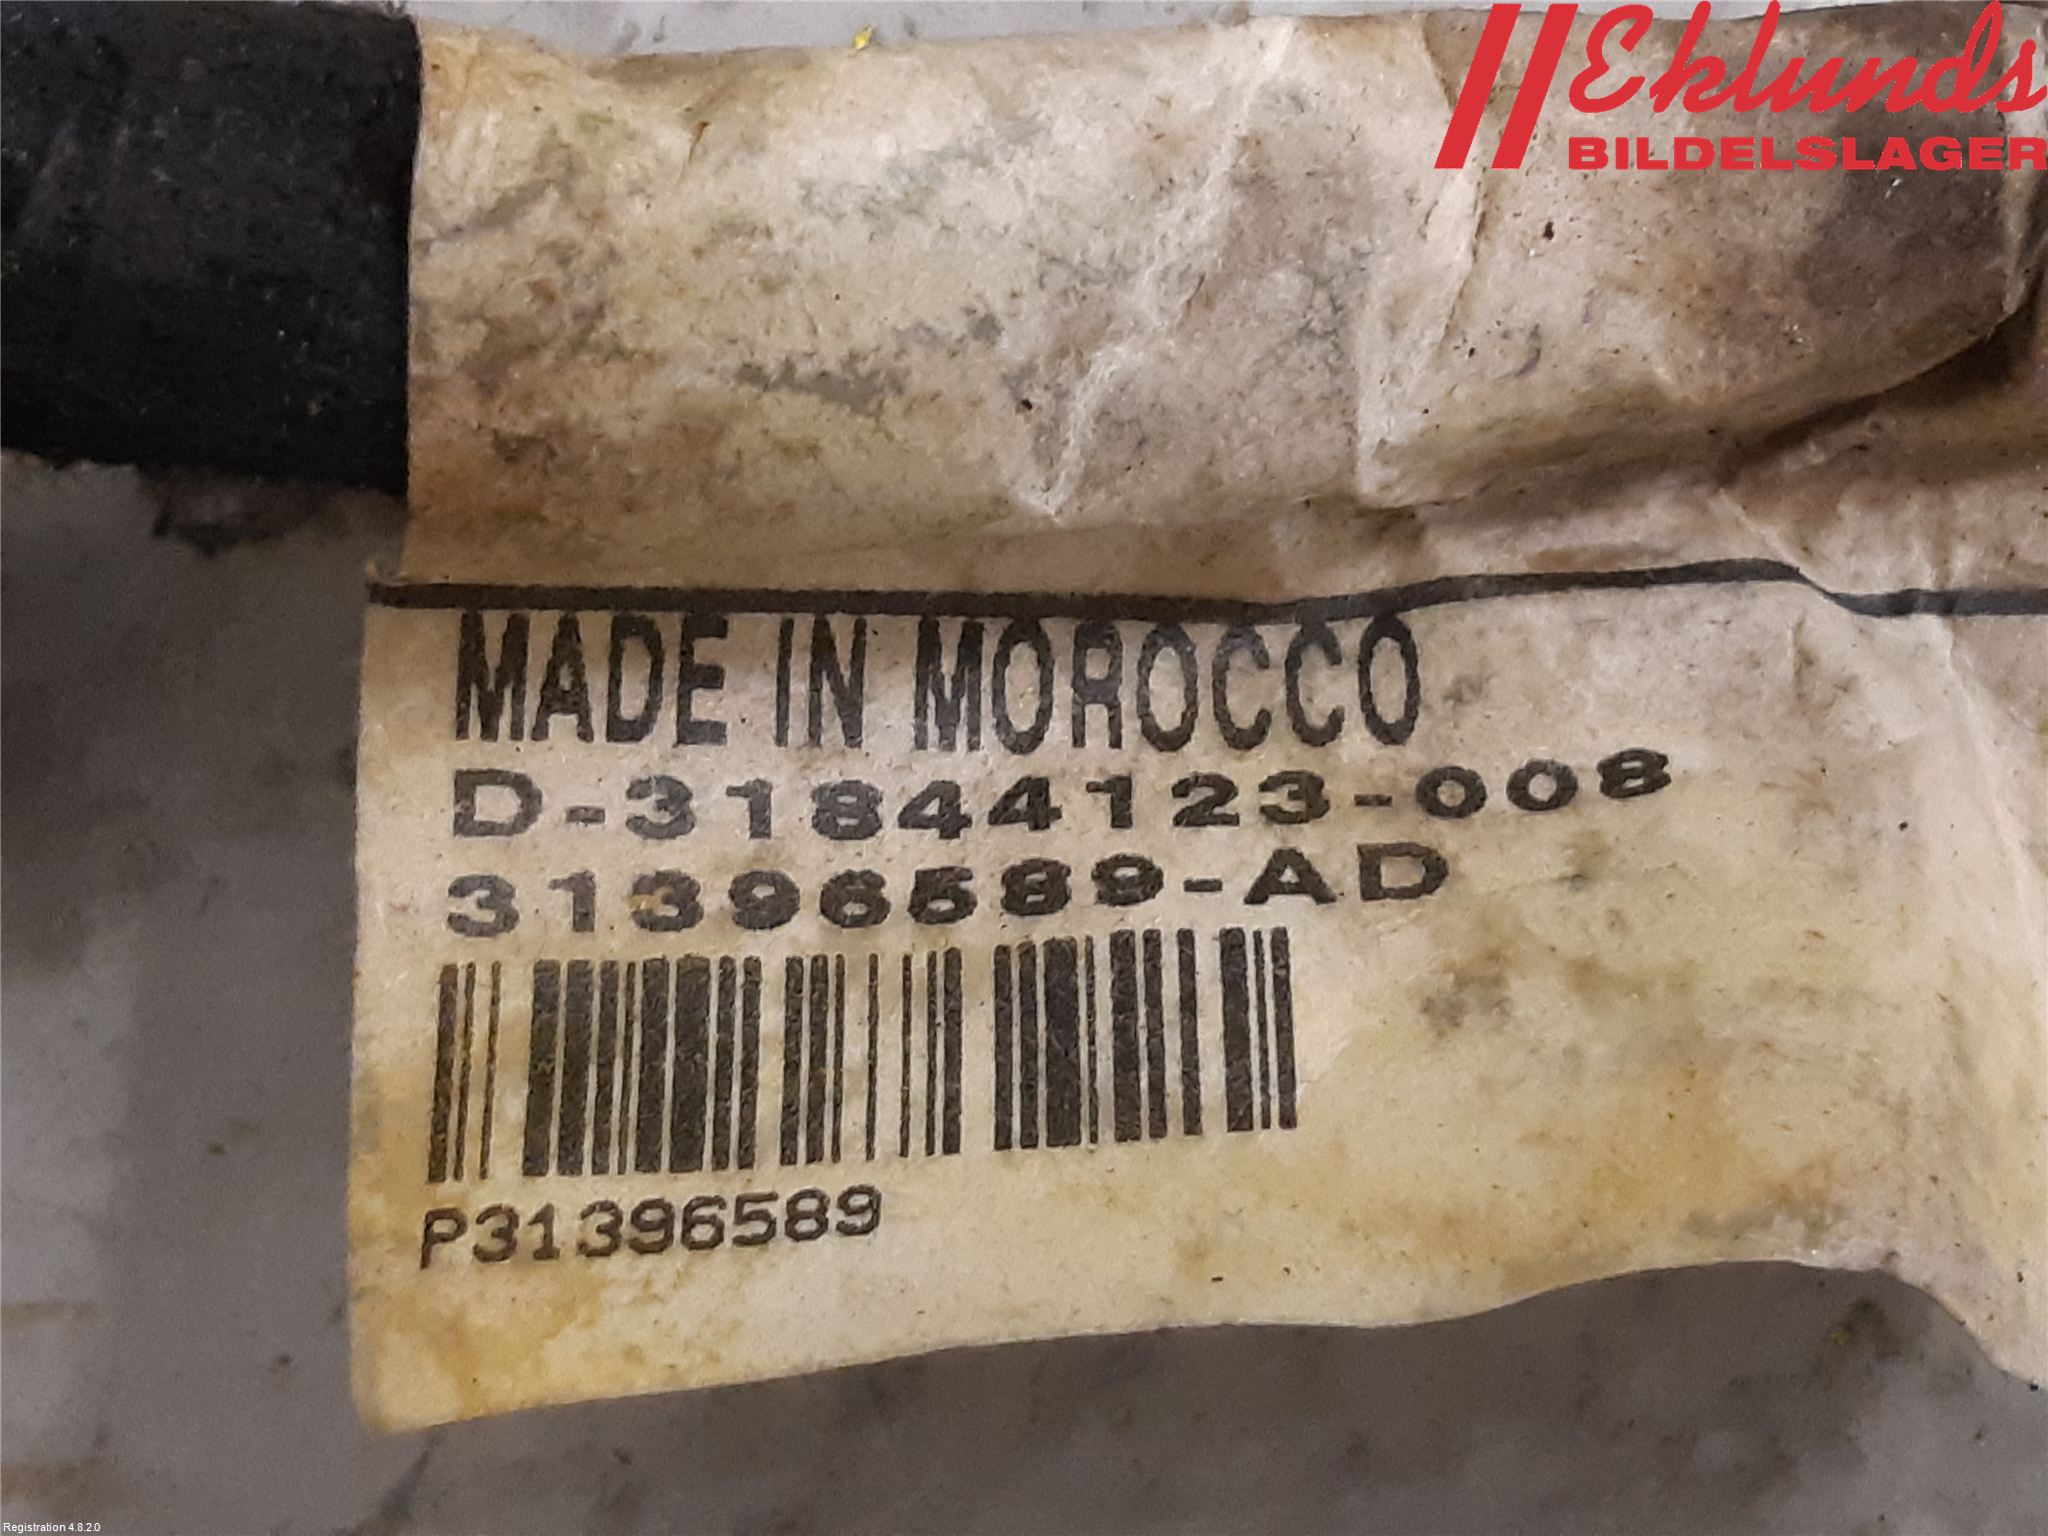 Eklunds
BILDELSLAGER
MADE IN MOROCCO
D-31844123-008
31396589-AD
P31396589
Registration 4.8.2.0